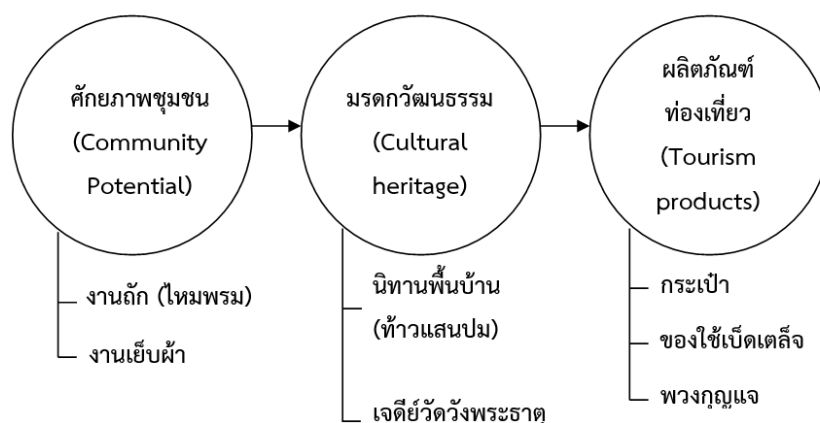 ศักยภาพชุมชน
(Community
Potential)
งานถัก (ไหมพรม)
งานเย็บผ้า
มรดกวัฒนธรรม
(Cultural
heritage)
นิทานพื้นบ้าน
(ท้าวแสนปม)
เจดีย์วัดวังพระธาตุ
ผลิตภัณฑ์
ท่องเที่ยว
(Tourism
products)
กระเป๋า
ของใช้เบ็ดเตล็จ
พวงกุญแจ